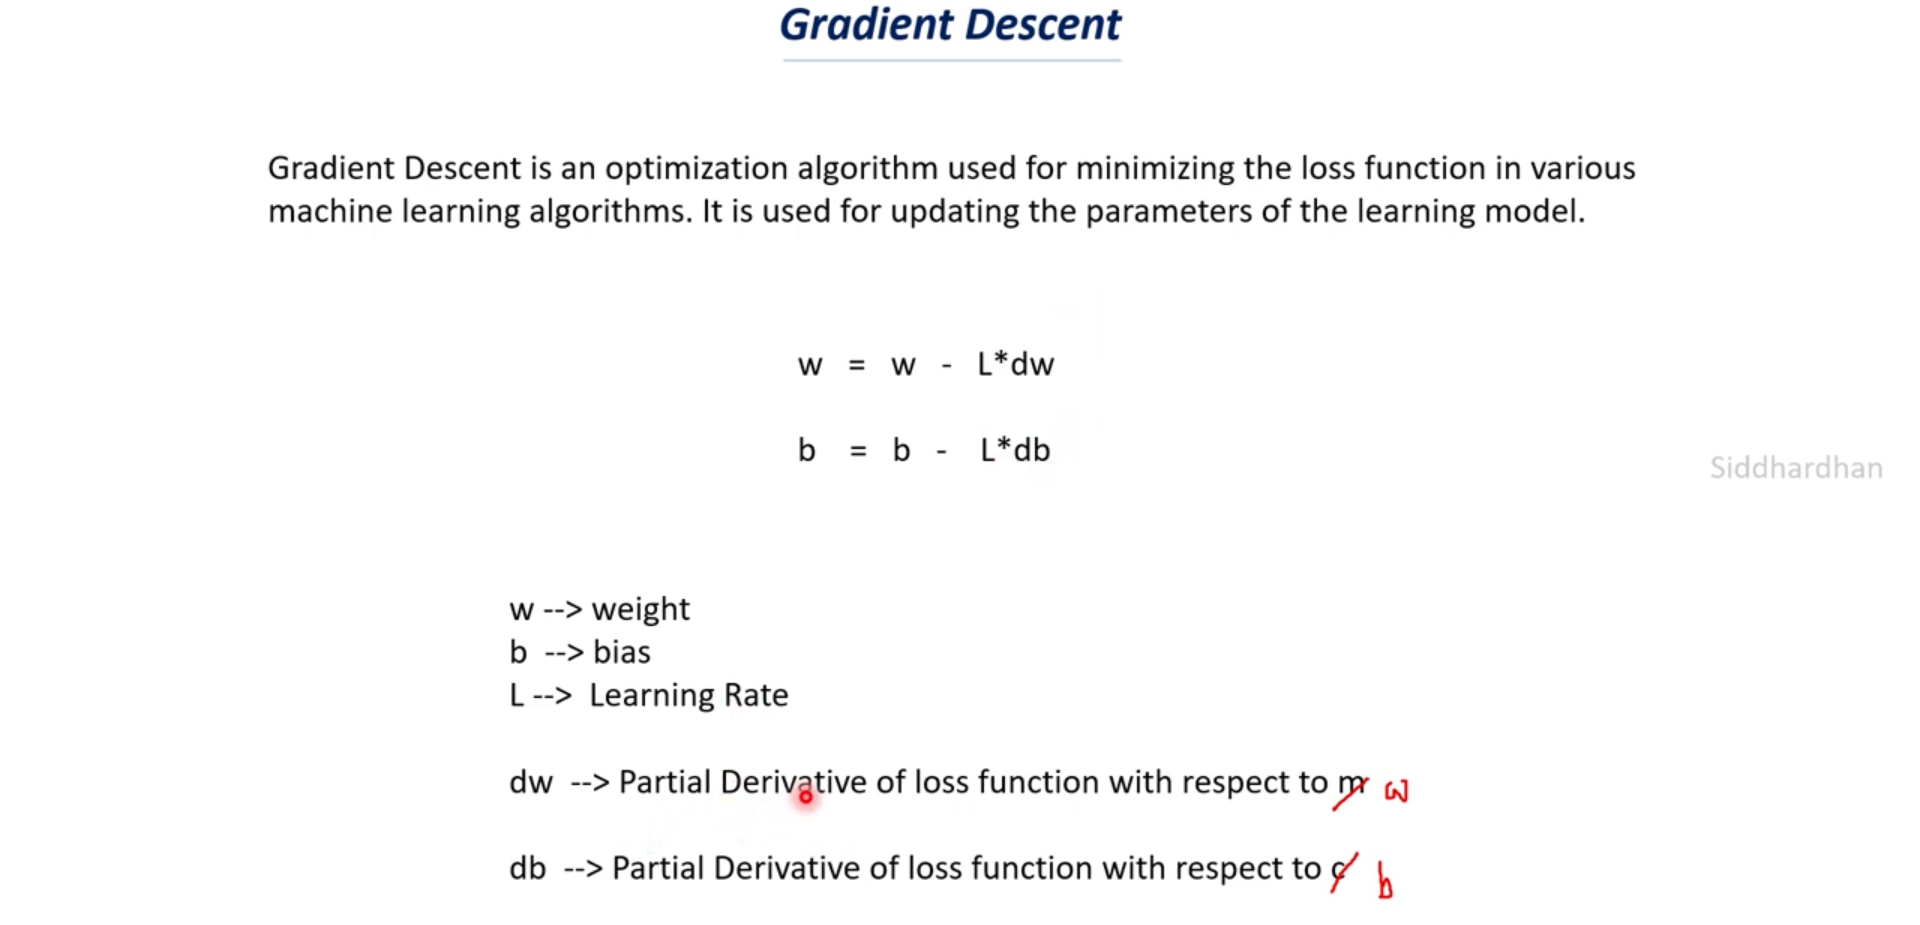 Gradient Descent
Gradient Descent is an optimization algorithm used for minimizing the loss function in various
machine learning algorithms. It is used for updating the parameters of the learning model.
w = w - L*dw
b = b - L*db
Siddhardhan
w --> weight
b --> bias
L --> Learning Rate
dw --> Partial Derivative of loss function with respect to m w
db --> Partial Derivative of loss function with respect to c b